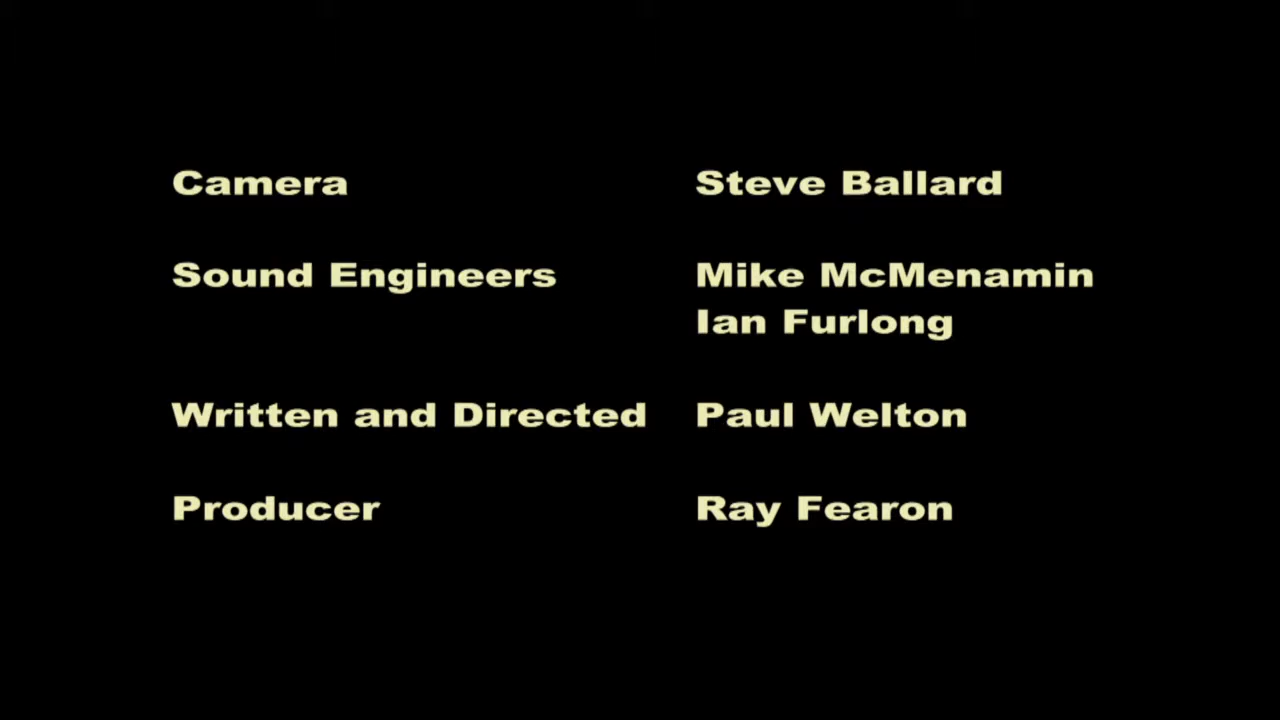 Camera Steve Ballard
Sound Engineers Mike McMenamin
Ian Furlong
Written and Directed Paul Welton
Producer Ray Fearon